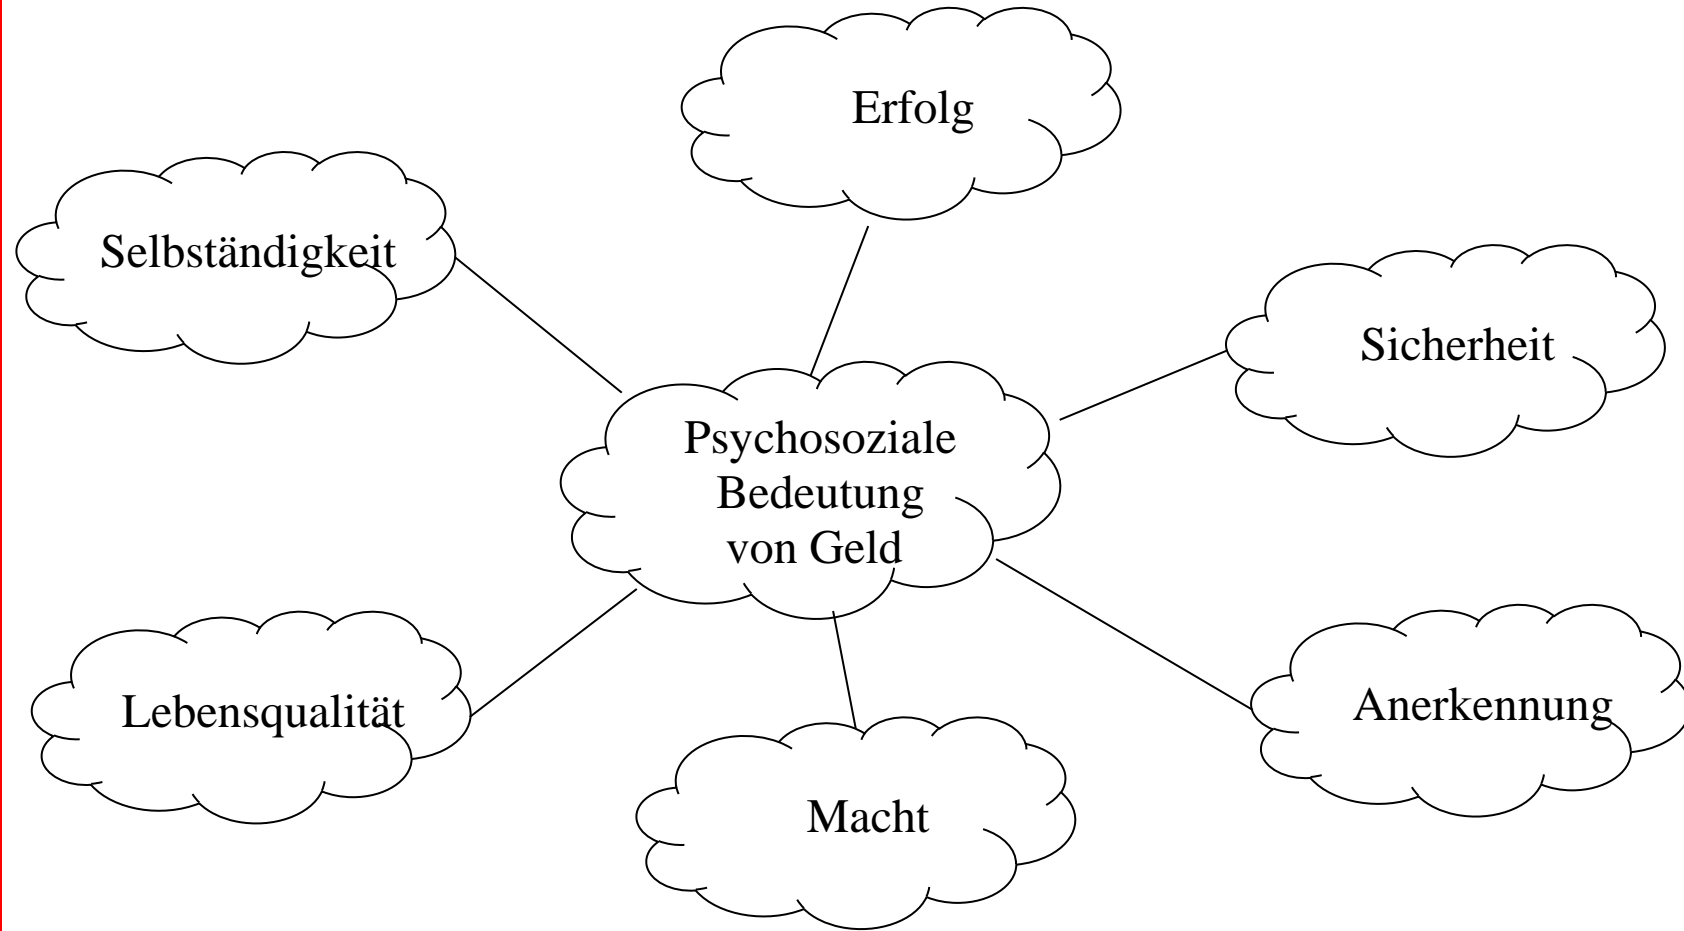 Erfolg
Selbständigkeit
Sicherheit
Psychosoziale
Bedeutung
von Geld
Lebensqualität
Anerkennung
Macht